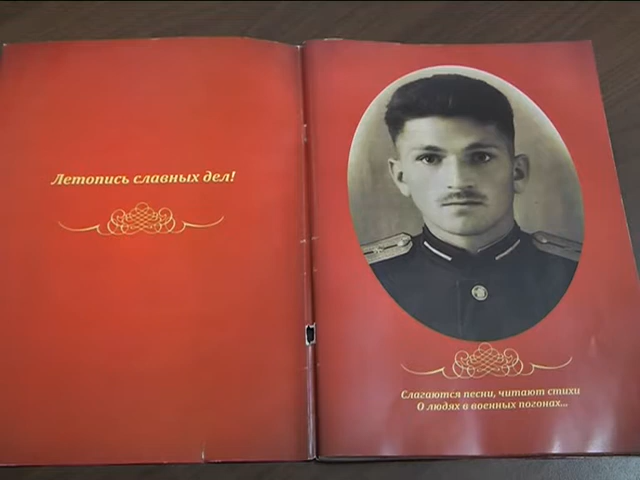 Летопись славных дел!
Слагаются песни, читают стихи
О людях в военных погонах...